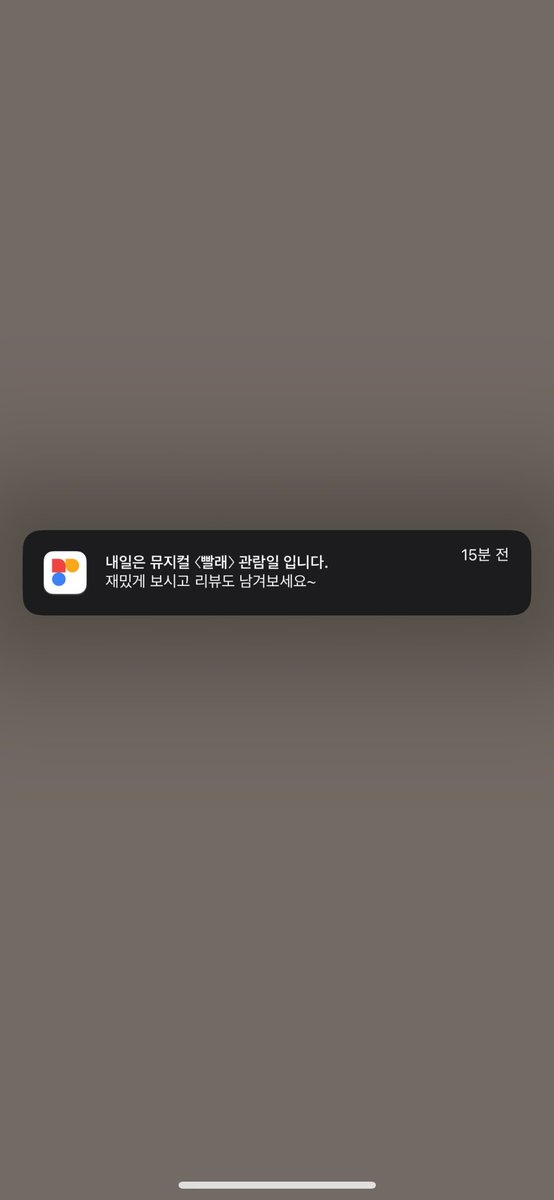 내일은 뮤지컬 〈빨래〉 관람일 입니다.
15분 전
재밌게 보시고 리뷰도 남겨보세요~